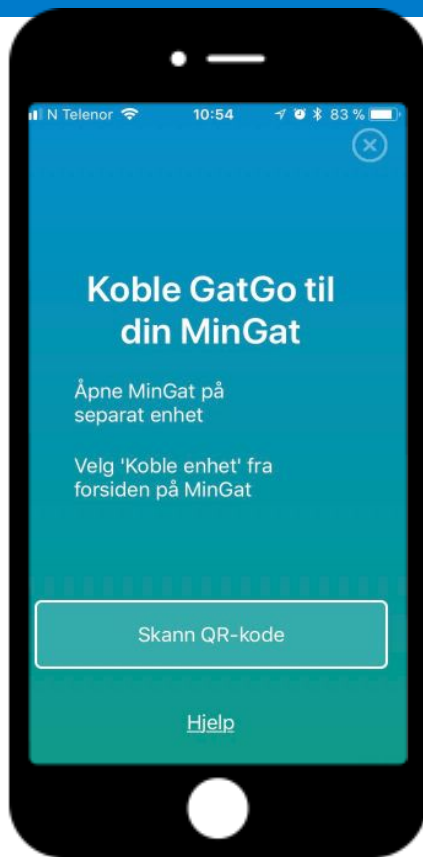 N Telenor 10:54 83 %
Koble GatGo til
din MinGat
Åpne MinGat på
separat enhet
Velg 'Koble enhet' fra
forsiden på MinGat
Skann QR-kode
Hjelp